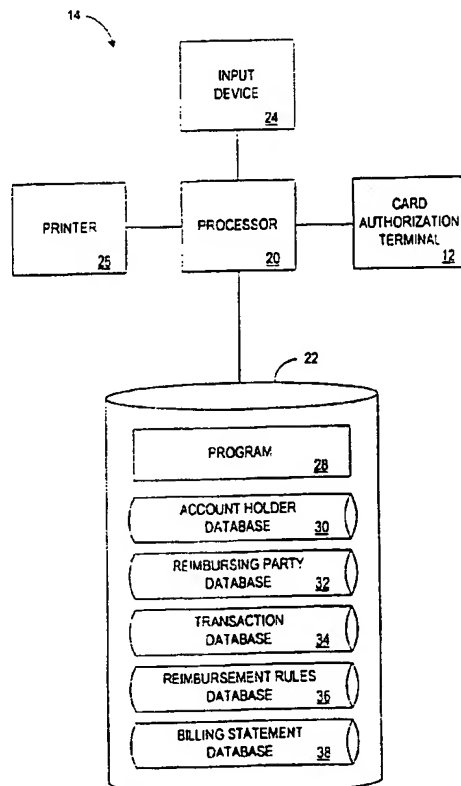 14
INPUT
DEVICE
24
PRINTER
25
PROCESSOR
20
CARD
AUTHORIZATION
TERMINAL
12
22
PROGRAM
28
ACCOUNT HOLDER
DATABASE
30
REIMBURSING PARTY
DATABASE
32
TRANSACTION
DATABASE
34
REIMBURSEMENT RULES
DATABASE
36
BILLING STATEMENT
DATABASE
38